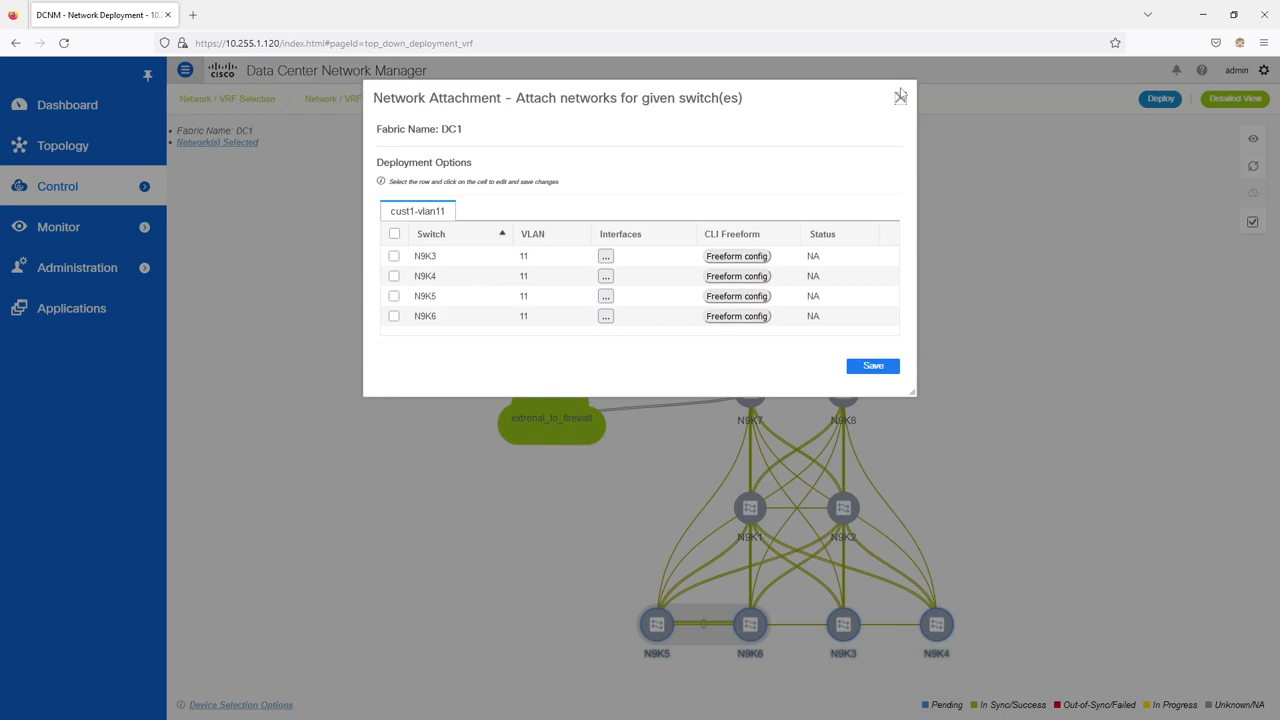 DCNM - Network Deployment - 10.
https://10.255.1.120/index.html#pageId=top_down_deployment_vrf
CISCO
Data Center Network Manager
admin
Dashboard
Topology
Control
Monitor
Administration
Applications
Network / VRF Selection
Network / VRF
Deploy
Detailed View
Fabric Name: DC1
Network(s) Selected
Network Attachment - Attach networks for given switch(es)
Fabric Name: DC1
Deployment Options
Select the row and click on the cell to edit and save changes
cust1-vlan11
Switch VLAN Interfaces CLI Freeform Status
N9K3 11 ... Freeform config NA
N9K4 11 ... Freeform config NA
N9K5 11 ... Freeform config NA
N9K6 11 ... Freeform config NA
Save
extrenal_to_firewall
N9K7 N9K8
N9K1 N9K2
N9K5 N9K6 N9K3 N9K4
Device Selection Options
Pending In Sync/Success Out-of-Sync/Failed In Progress Unknown/NA